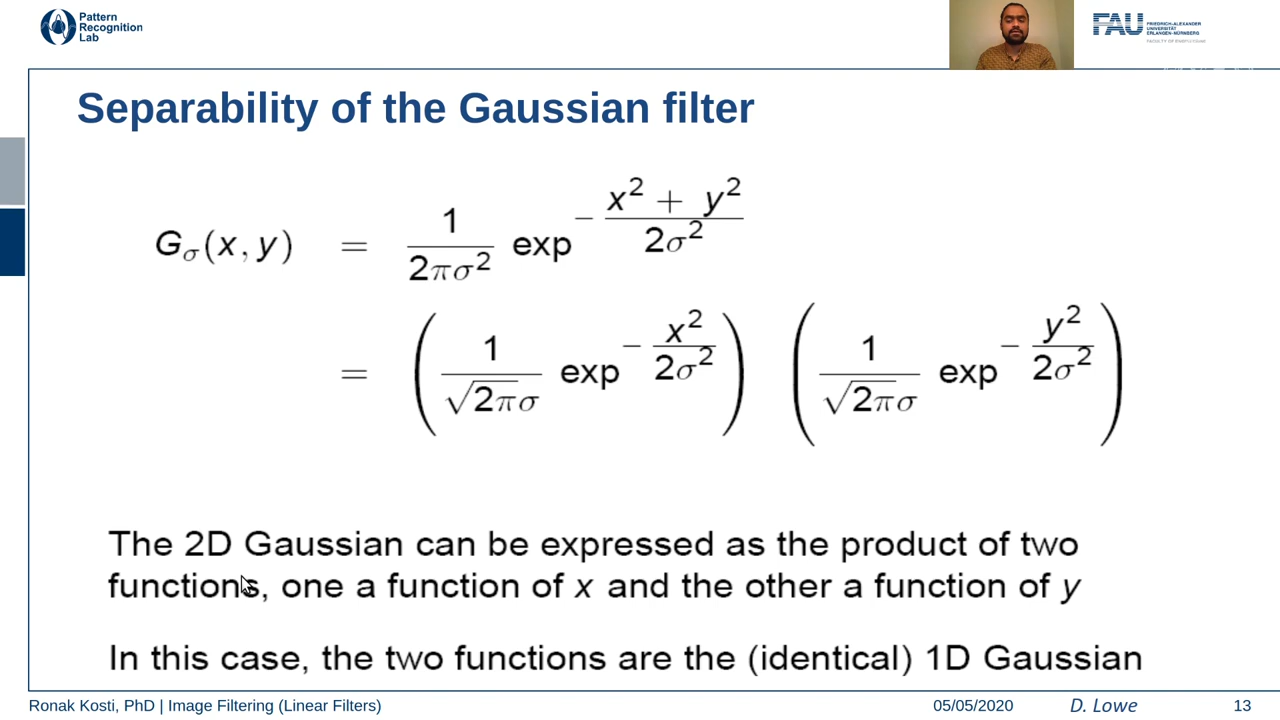 Pattern
Recognition
Lab
FAU
FRIEDRICH-ALEXANDER
UNIVERSITÄT
ERLANGEN-NÜRNBERG
Separability of the Gaussian filter
G_σ(x, y) = 1/(2πσ²) exp^(− (x² + y²)/(2σ²))
= (1/(√2πσ) exp^(− x²/(2σ²))) (1/(√2πσ) exp^(− y²/(2σ²)))
The 2D Gaussian can be expressed as the product of two
functions, one a function of x and the other a function of y
In this case, the two functions are the (identical) 1D Gaussian
Ronak Kosti, PhD | Image Filtering (Linear Filters) 05/05/2020 D. Lowe 13